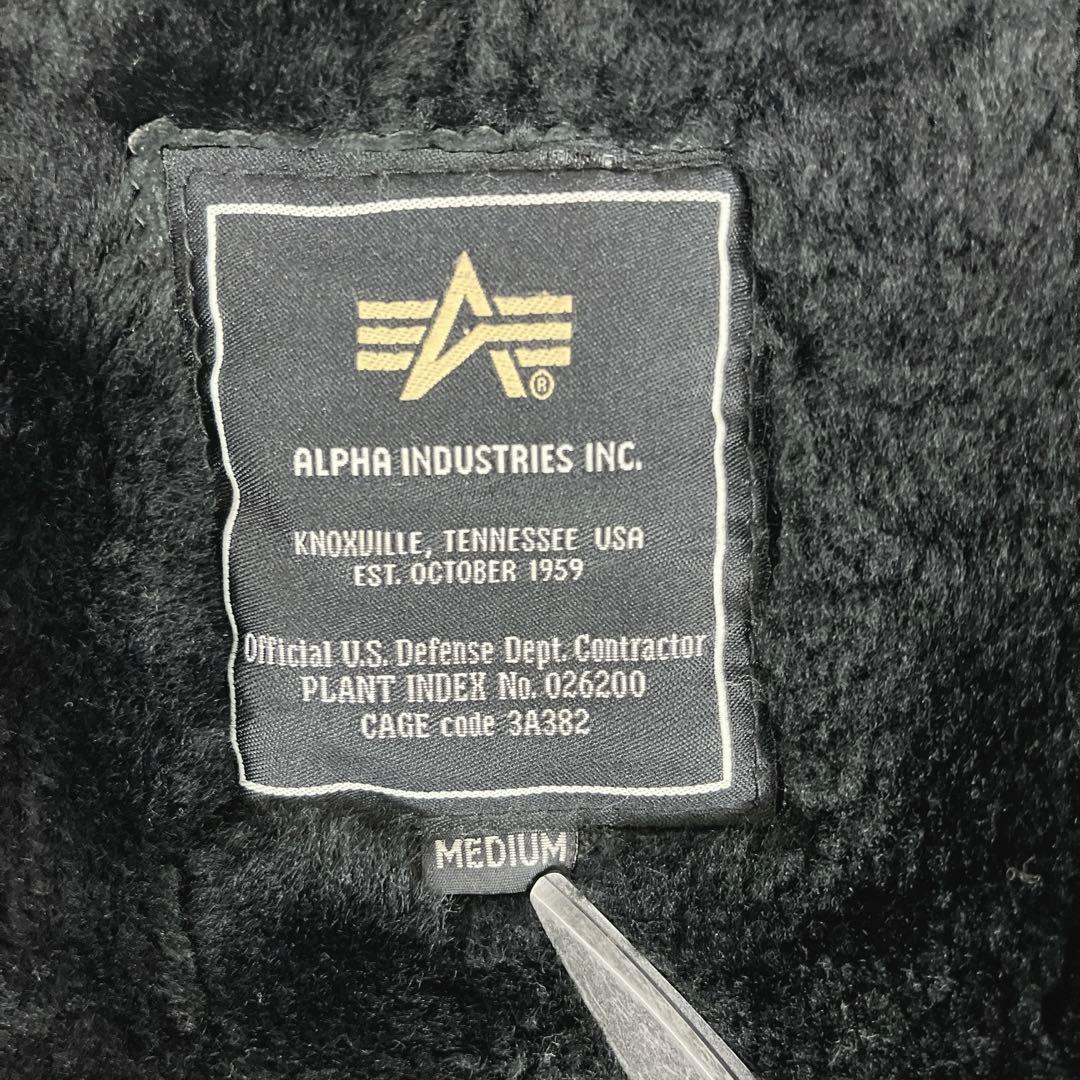 ®
ALPHA INDUSTRIES INC.
KNOXVILLE, TENNESSEE USA
EST. OCTOBER 1959
Official U.S. Defense Dept. Contractor
PLANT INDEX No. 026200
CAGE code 3A382
MEDIUM